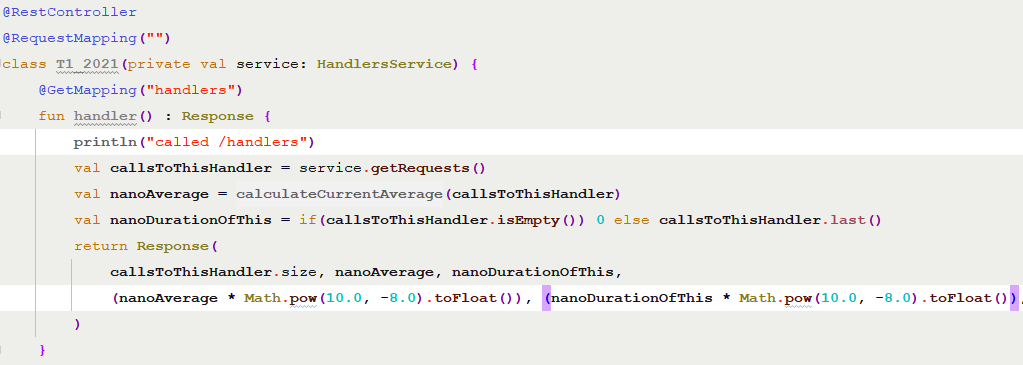 @RestController
@RequestMapping("")
class T1_2021(private val service: HandlersService) {
@GetMapping("handlers")
fun handler() : Response {
println("called /handlers")
val callsToThisHandler = service.getRequests()
val nanoAverage = calculateCurrentAverage(callsToThisHandler)
val nanoDurationOfThis = if(callsToThisHandler.isEmpty()) 0 else callsToThisHandler.last()
return Response(
callsToThisHandler.size, nanoAverage, nanoDurationOfThis,
(nanoAverage * Math.pow(10.0, -8.0).toFloat()), (nanoDurationOfThis * Math.pow(10.0, -8.0).toFloat()),
)
}